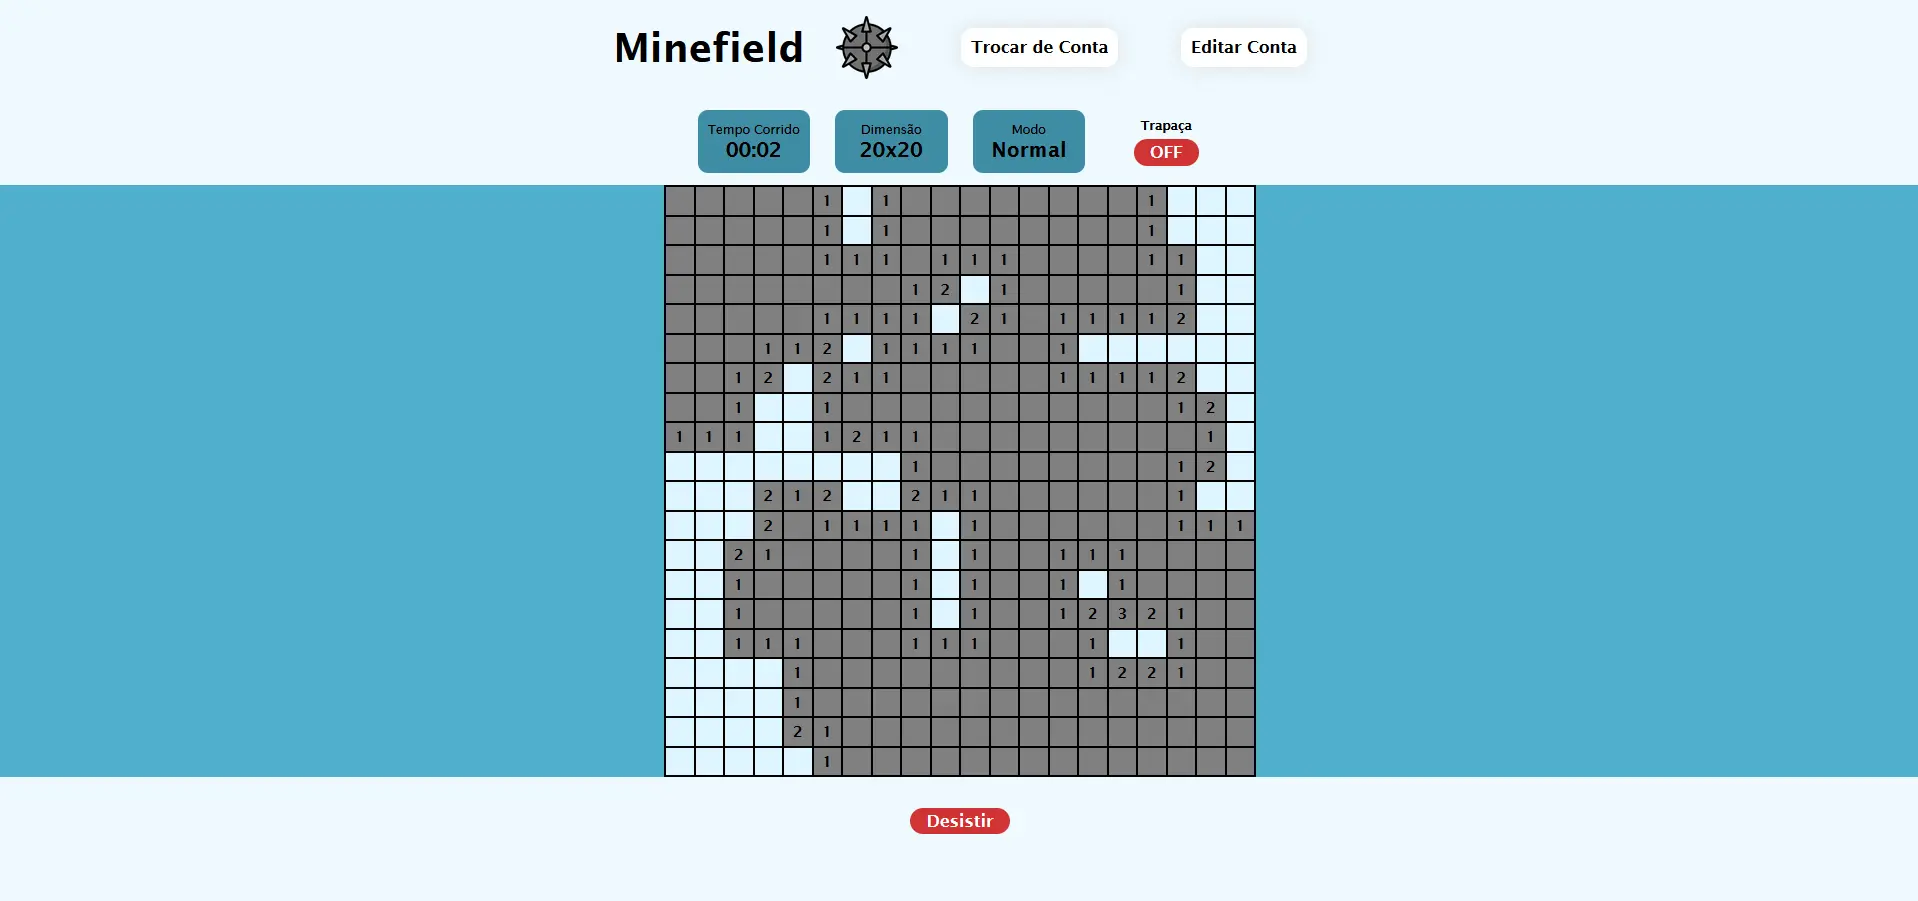 Minefield
Trocar de Conta
Editar Conta
Tempo Corrido
00:02
Dimensão
20x20
Modo
Normal
Trapaça
OFF
1 1 1
1 1 1
1 1 1 1 1 1 1 1
1 2 1 1
1 1 1 1 2 1 1 1 1 1 2
1 1 2 1 1 1 1 1
1 2 2 1 1 1 1 1 1 2
1 1 1 2
1 1 1 1 2 1 1 1
1 1 2
2 1 2 2 1 1 1
2 1 1 1 1 1 1 1 1
2 1 1 1 1 1 1
1 1 1 1 1
1 1 1 1 2 3 2 1
1 1 1 1 1 1 1 1
1 1 2 2 1
1
2 1
1
Desistir